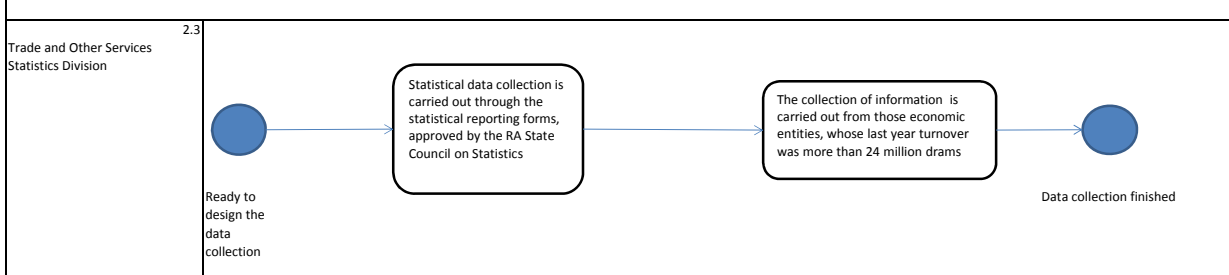 2.3
Trade and Other Services
Statistics Division
Statistical data collection is
carried out through the
statistical reporting forms,
approved by the RA State
Council on Statistics
The collection of information  is
carried out from those economic
entities, whose last year turnover
was more than 24 million drams
Ready to
design the
data
collection
Data collection finished